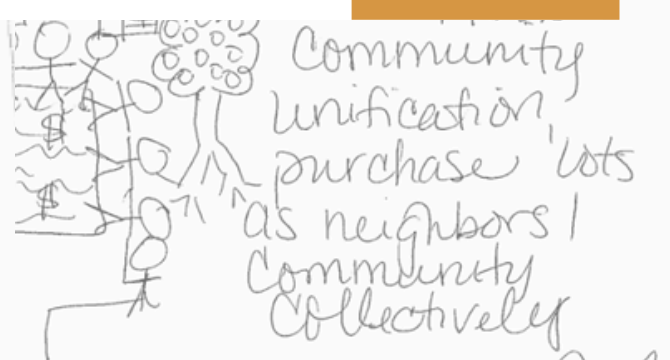 Community
unification,
purchase lots
as neighbors /
Community
Collectively
$
$